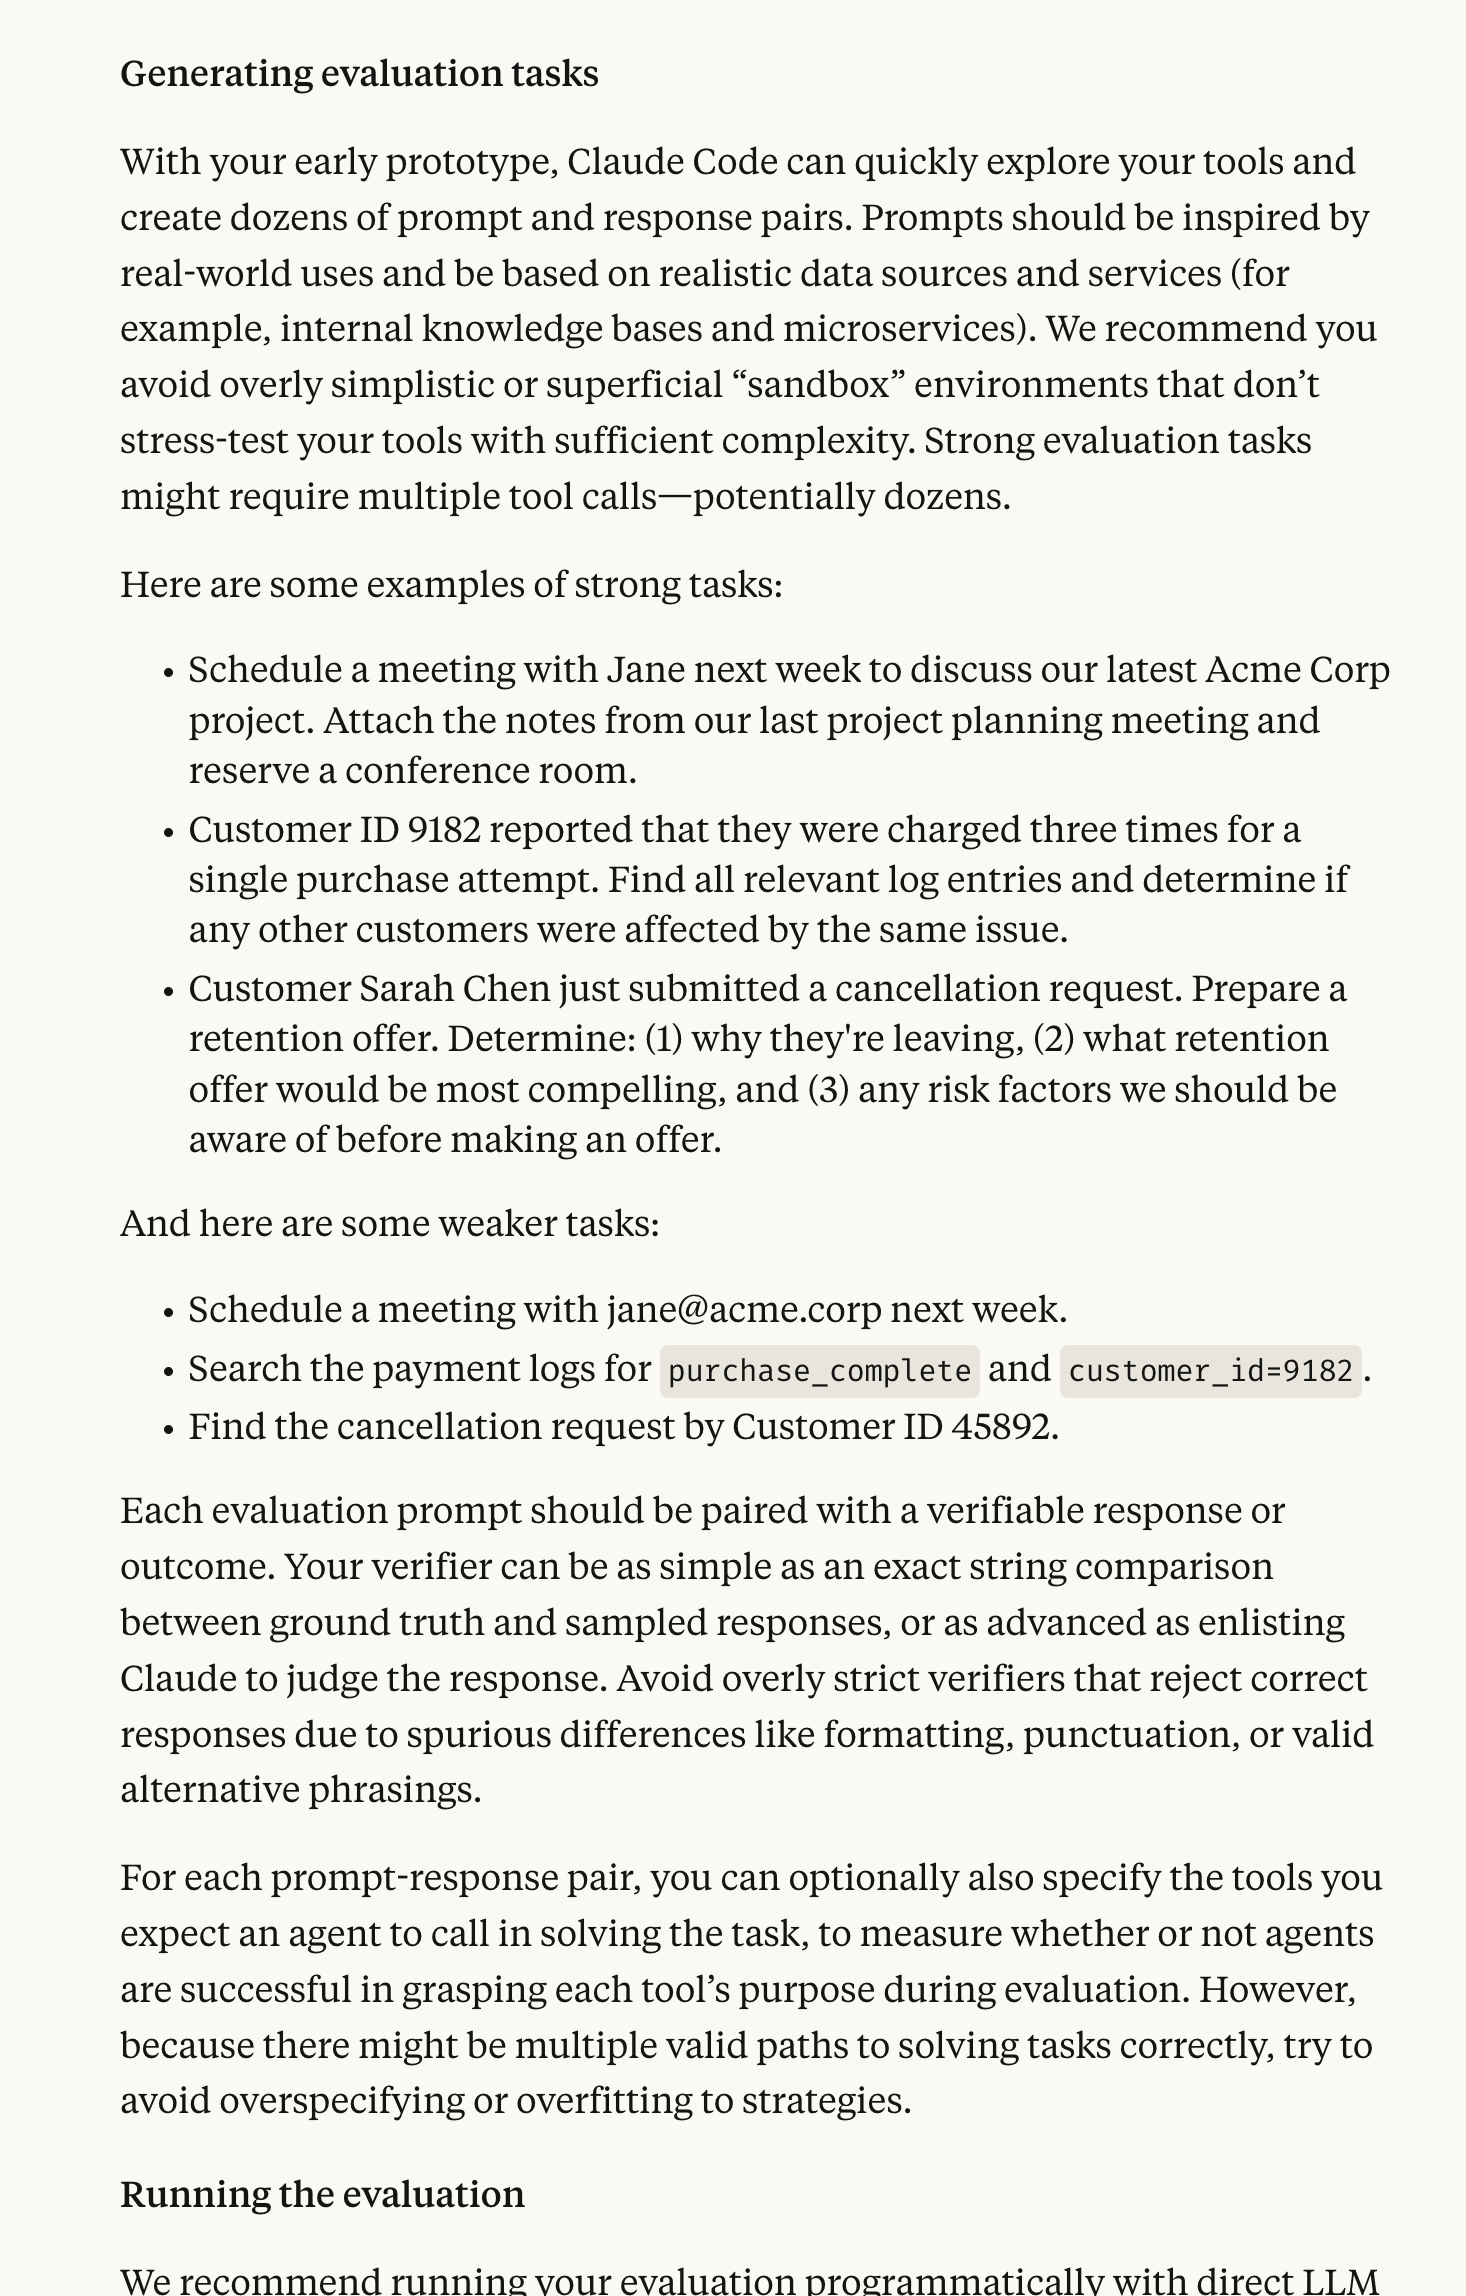 Generating evaluation tasks
With your early prototype, Claude Code can quickly explore your tools and
create dozens of prompt and response pairs. Prompts should be inspired by
real-world uses and be based on realistic data sources and services (for
example, internal knowledge bases and microservices). We recommend you
avoid overly simplistic or superficial “sandbox” environments that don’t
stress-test your tools with sufficient complexity. Strong evaluation tasks
might require multiple tool calls—potentially dozens.
Here are some examples of strong tasks:
• Schedule a meeting with Jane next week to discuss our latest Acme Corp
project. Attach the notes from our last project planning meeting and
reserve a conference room.
• Customer ID 9182 reported that they were charged three times for a
single purchase attempt. Find all relevant log entries and determine if
any other customers were affected by the same issue.
• Customer Sarah Chen just submitted a cancellation request. Prepare a
retention offer. Determine: (1) why they're leaving, (2) what retention
offer would be most compelling, and (3) any risk factors we should be
aware of before making an offer.
And here are some weaker tasks:
• Schedule a meeting with jane@acme.corp next week.
• Search the payment logs for purchase_complete and customer_id=9182.
• Find the cancellation request by Customer ID 45892.
Each evaluation prompt should be paired with a verifiable response or
outcome. Your verifier can be as simple as an exact string comparison
between ground truth and sampled responses, or as advanced as enlisting
Claude to judge the response. Avoid overly strict verifiers that reject correct
responses due to spurious differences like formatting, punctuation, or valid
alternative phrasings.
For each prompt-response pair, you can optionally also specify the tools you
expect an agent to call in solving the task, to measure whether or not agents
are successful in grasping each tool’s purpose during evaluation. However,
because there might be multiple valid paths to solving tasks correctly, try to
avoid overspecifying or overfitting to strategies.
Running the evaluation
We recommend running your evaluation programmatically with direct LLM